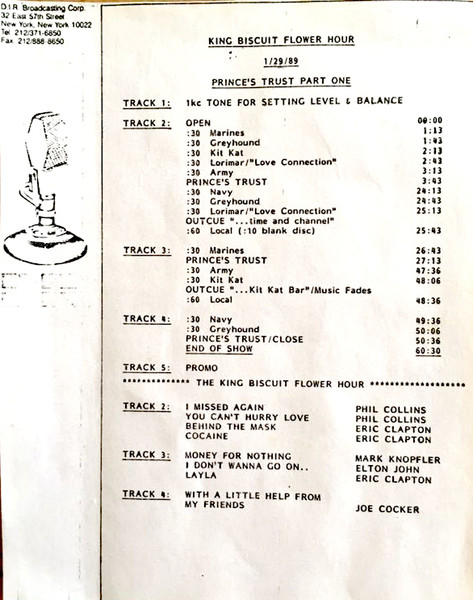 D.I.R. Broadcasting Corp.
32 East 57th Street
New York, New York 10022
Tel 212/371-6850
Fax 212/888-8650
KING BISCUIT FLOWER HOUR
1/29/89
PRINCE'S TRUST PART ONE
TRACK 1: 1kc TONE FOR SETTING LEVEL & BALANCE
TRACK 2: OPEN 00:00
:30 Marines 1:13
:30 Greyhound 1:43
:30 Kit Kat 2:13
:30 Lorimar/"Love Connection" 2:43
:30 Army 3:13
PRINCE'S TRUST 3:43
:30 Navy 24:13
:30 Greyhound 24:43
:30 Lorimar/"Love Connection" 25:13
OUTCUE "...time and channel"
:60 Local (:10 blank disc) 25:43
TRACK 3: :30 Marines 26:43
PRINCE'S TRUST 27:13
:30 Army 47:36
:30 Kit Kat 48:06
OUTCUE "...Kit Kat Bar"/Music Fades
:60 Local 48:36
TRACK 4: :30 Navy 49:36
:30 Greyhound 50:06
PRINCE'S TRUST/CLOSE 50:36
END OF SHOW 60:30
TRACK 5: PROMO
************** THE KING BISCUIT FLOWER HOUR *******************
TRACK 2: I MISSED AGAIN PHIL COLLINS
YOU CAN'T HURRY LOVE PHIL COLLINS
BEHIND THE MASK ERIC CLAPTON
COCAINE ERIC CLAPTON
TRACK 3: MONEY FOR NOTHING MARK KNOPFLER
I DON'T WANNA GO ON.. ELTON JOHN
LAYLA ERIC CLAPTON
TRACK 4: WITH A LITTLE HELP FROM
MY FRIENDS JOE COCKER